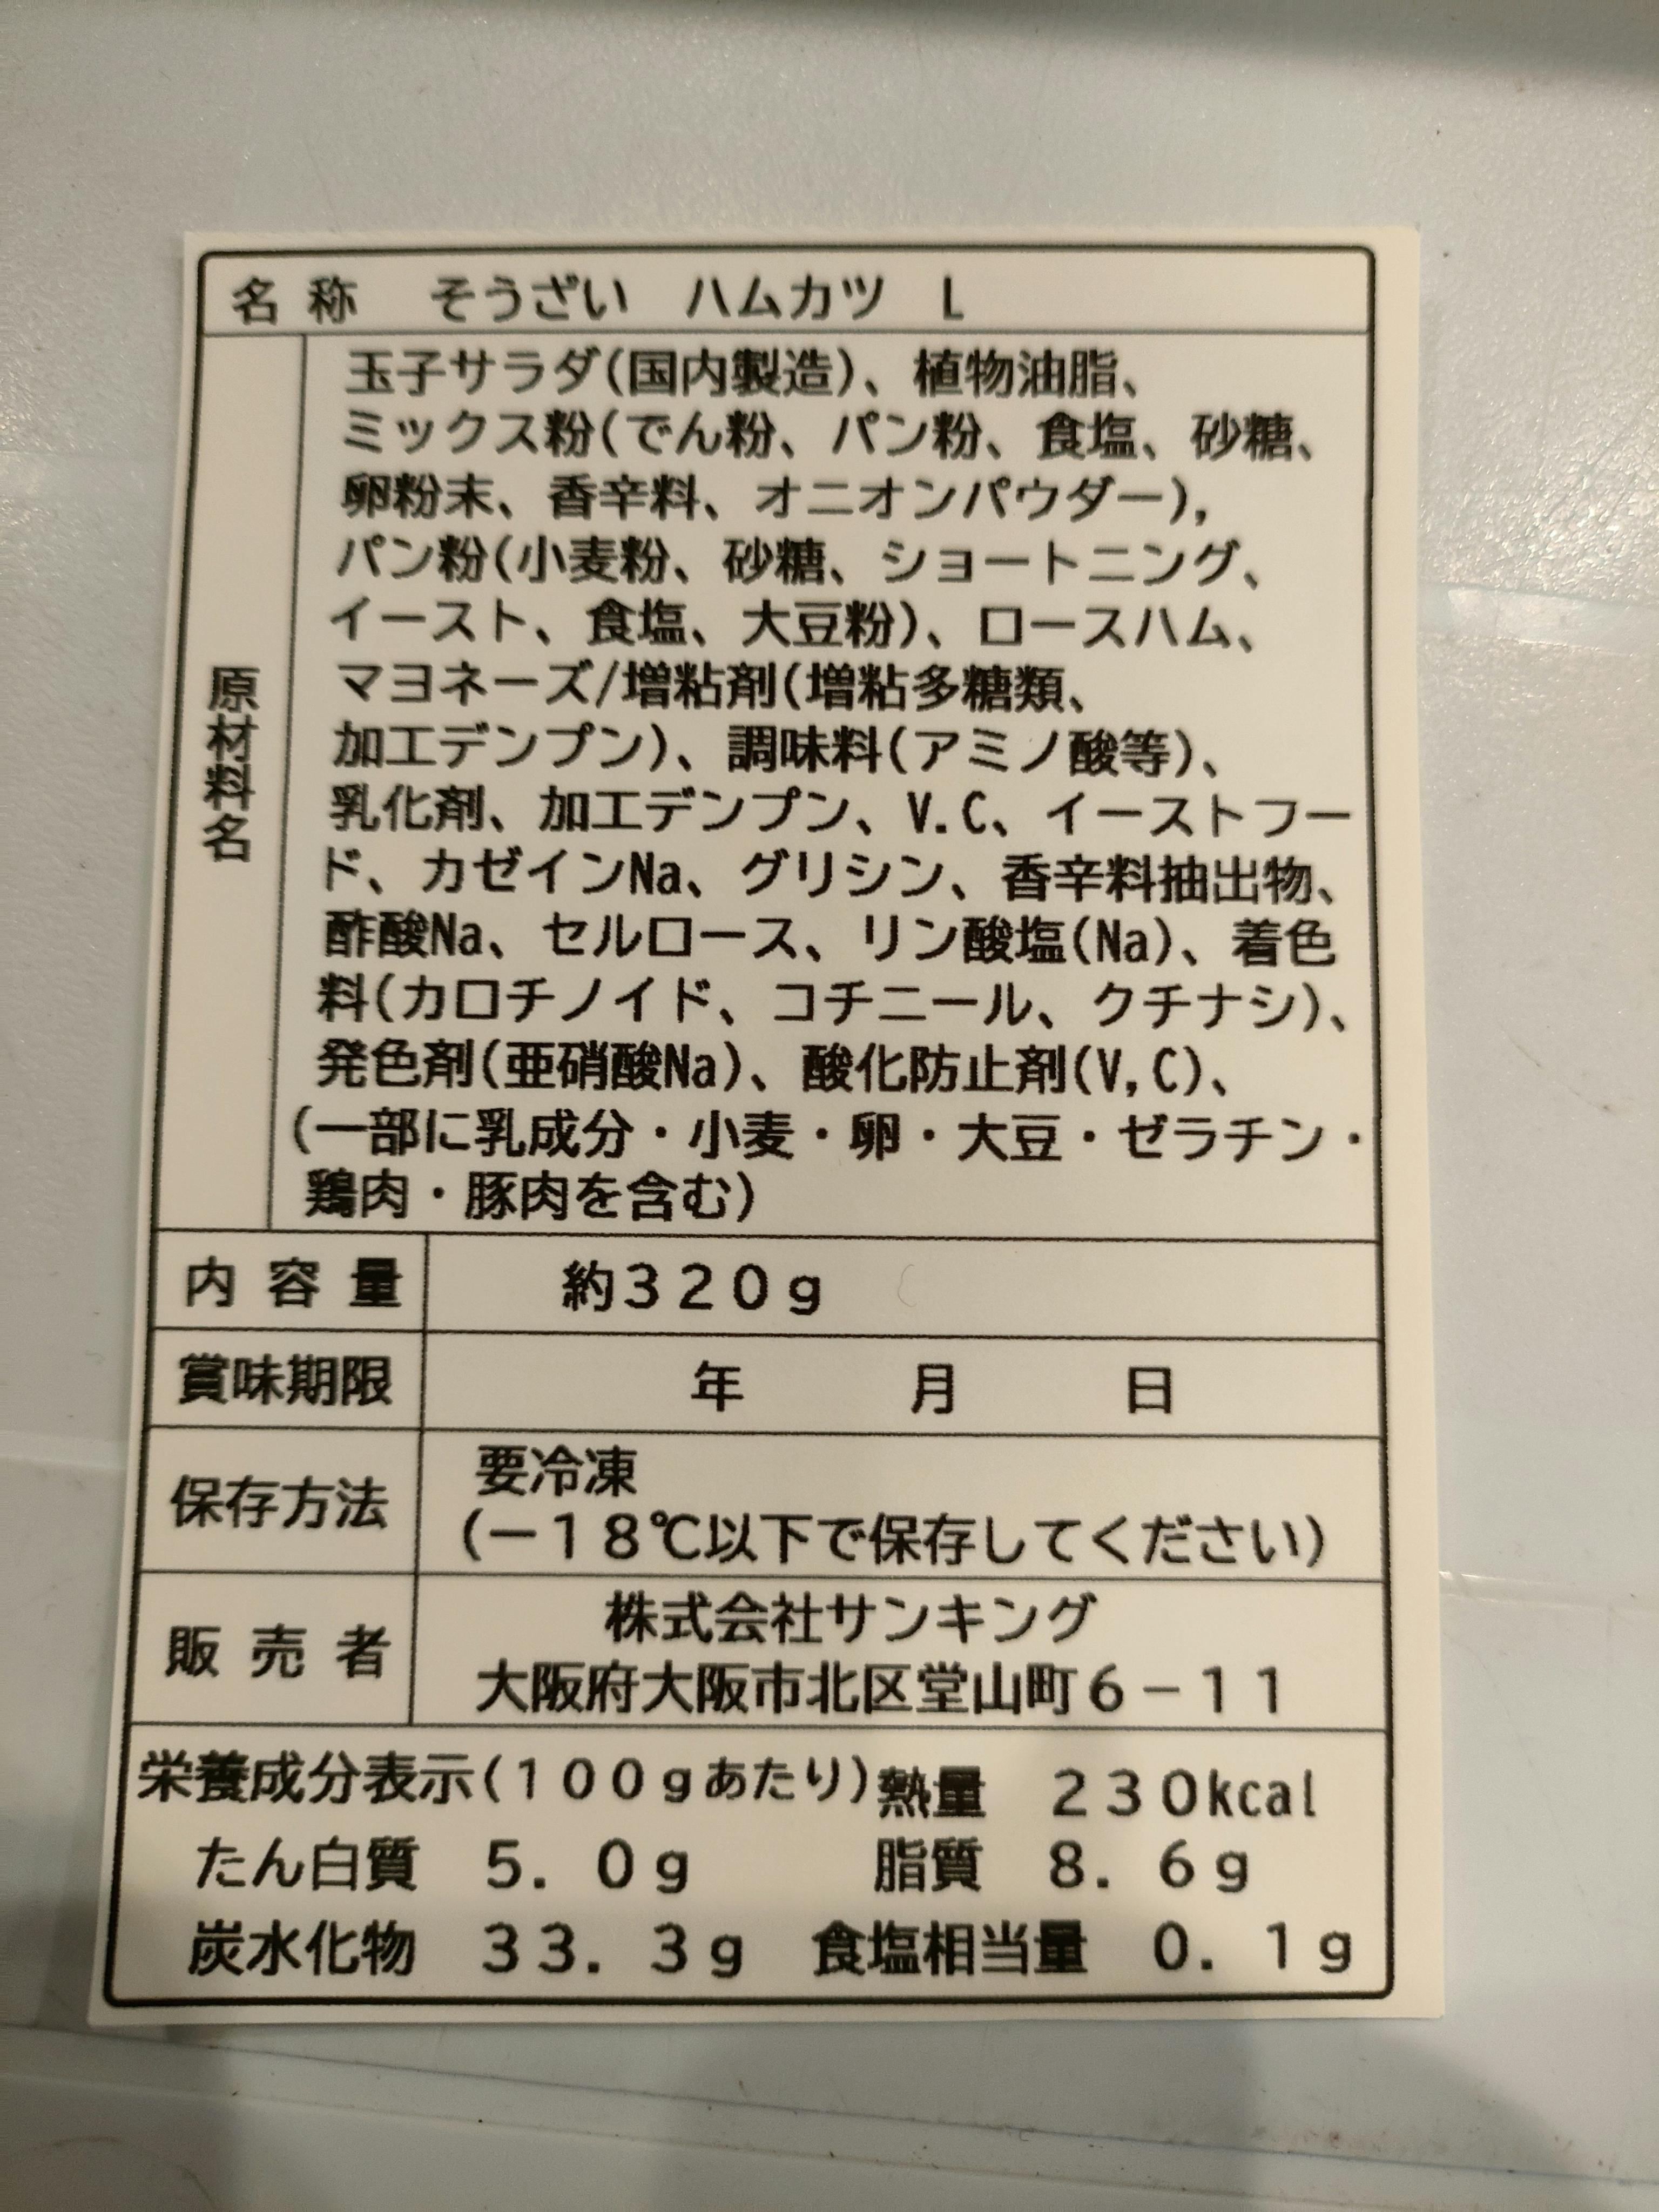 名称 そうざい ハムカツ L
原材料名
玉子サラダ(国内製造)、植物油脂、
ミックス粉(でん粉、パン粉、食塩、砂糖、
卵粉末、香辛料、オニオンパウダー),
パン粉(小麦粉、砂糖、ショートニング、
イースト、食塩、大豆粉)、ロースハム、
マヨネーズ/増粘剤(増粘多糖類、
加工デンプン)、調味料(アミノ酸等)、
乳化剤、加工デンプン、V.C、イーストフー
ド、カゼインNa、グリシン、香辛料抽出物、
酢酸Na、セルロース、リン酸塩(Na)、着色
料(カロチノイド、コチニール、クチナシ)、
発色剤(亜硝酸Na)、酸化防止剤(V,C)、
(一部に乳成分・小麦・卵・大豆・ゼラチン・
鶏肉・豚肉を含む)
内容量 約320g
賞味期限 年 月 日
保存方法 要冷凍
(−18℃以下で保存してください)
販売者 株式会社サンキング
大阪府大阪市北区堂山町6−11
栄養成分表示(100gあたり)熱量 230kcal
たん白質 5.0g 脂質 8.6g
炭水化物 33.3g 食塩相当量 0.1g